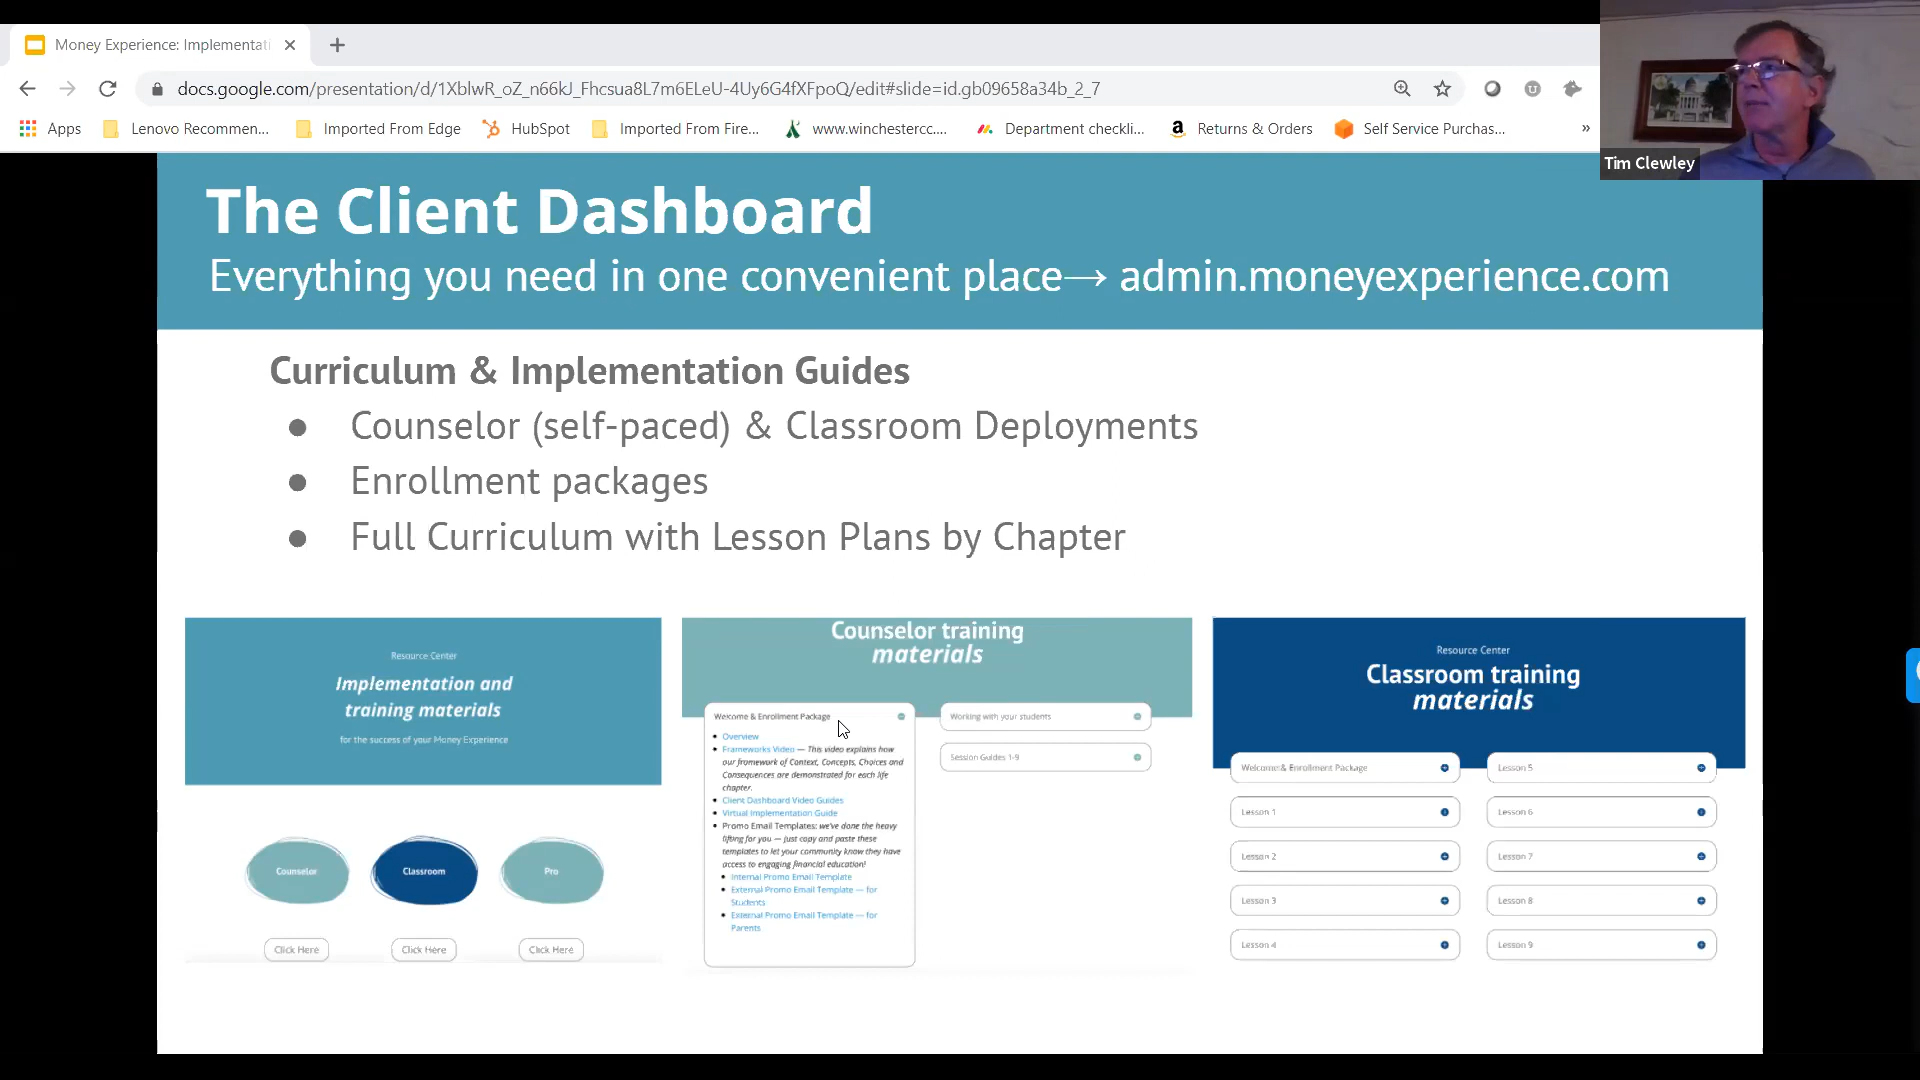 Money Experience: Implementati
docs.google.com/presentation/d/1XblwR_oZ_n66kJ_Fhcsua8L7m6ELeU-4Uy6G4fXFpoQ/edit#slide=id.gb09658a34b_2_7
Apps
Lenovo Recommen...
Imported From Edge
HubSpot
Imported From Fire...
www.winchestercc....
Department checkli...
Returns & Orders
Self Service Purchas...
»
Tim Clewley
The Client Dashboard
Everything you need in one convenient place→ admin.moneyexperience.com
Curriculum & Implementation Guides
● Counselor (self-paced) & Classroom Deployments
● Enrollment packages
● Full Curriculum with Lesson Plans by Chapter
Resource Center
Implementation and
training materials
for the success of your Money Experience
Counselor
Classroom
Pro
Click Here
Click Here
Click Here
Counselor training
materials
Welcome & Enrollment Package
• Overview
• Frameworks Video — This video explains how
our framework of Context, Concepts, Choices and
Consequences are demonstrated for each life
chapter.
• Client Dashboard Video Guides
• Virtual Implementation Guide
• Promo Email Templates: we've done the heavy
lifting for you — just copy and paste these
templates to let your community know they have
access to engaging financial education!
• Internal Promo Email Template
• External Promo Email Template — for
Students
• External Promo Email Template — for
Parents
Working with your students
Session Guides 1-9
Resource Center
Classroom training
materials
Welcome & Enrollment Package
Lesson 1
Lesson 2
Lesson 3
Lesson 4
Lesson 5
Lesson 6
Lesson 7
Lesson 8
Lesson 9